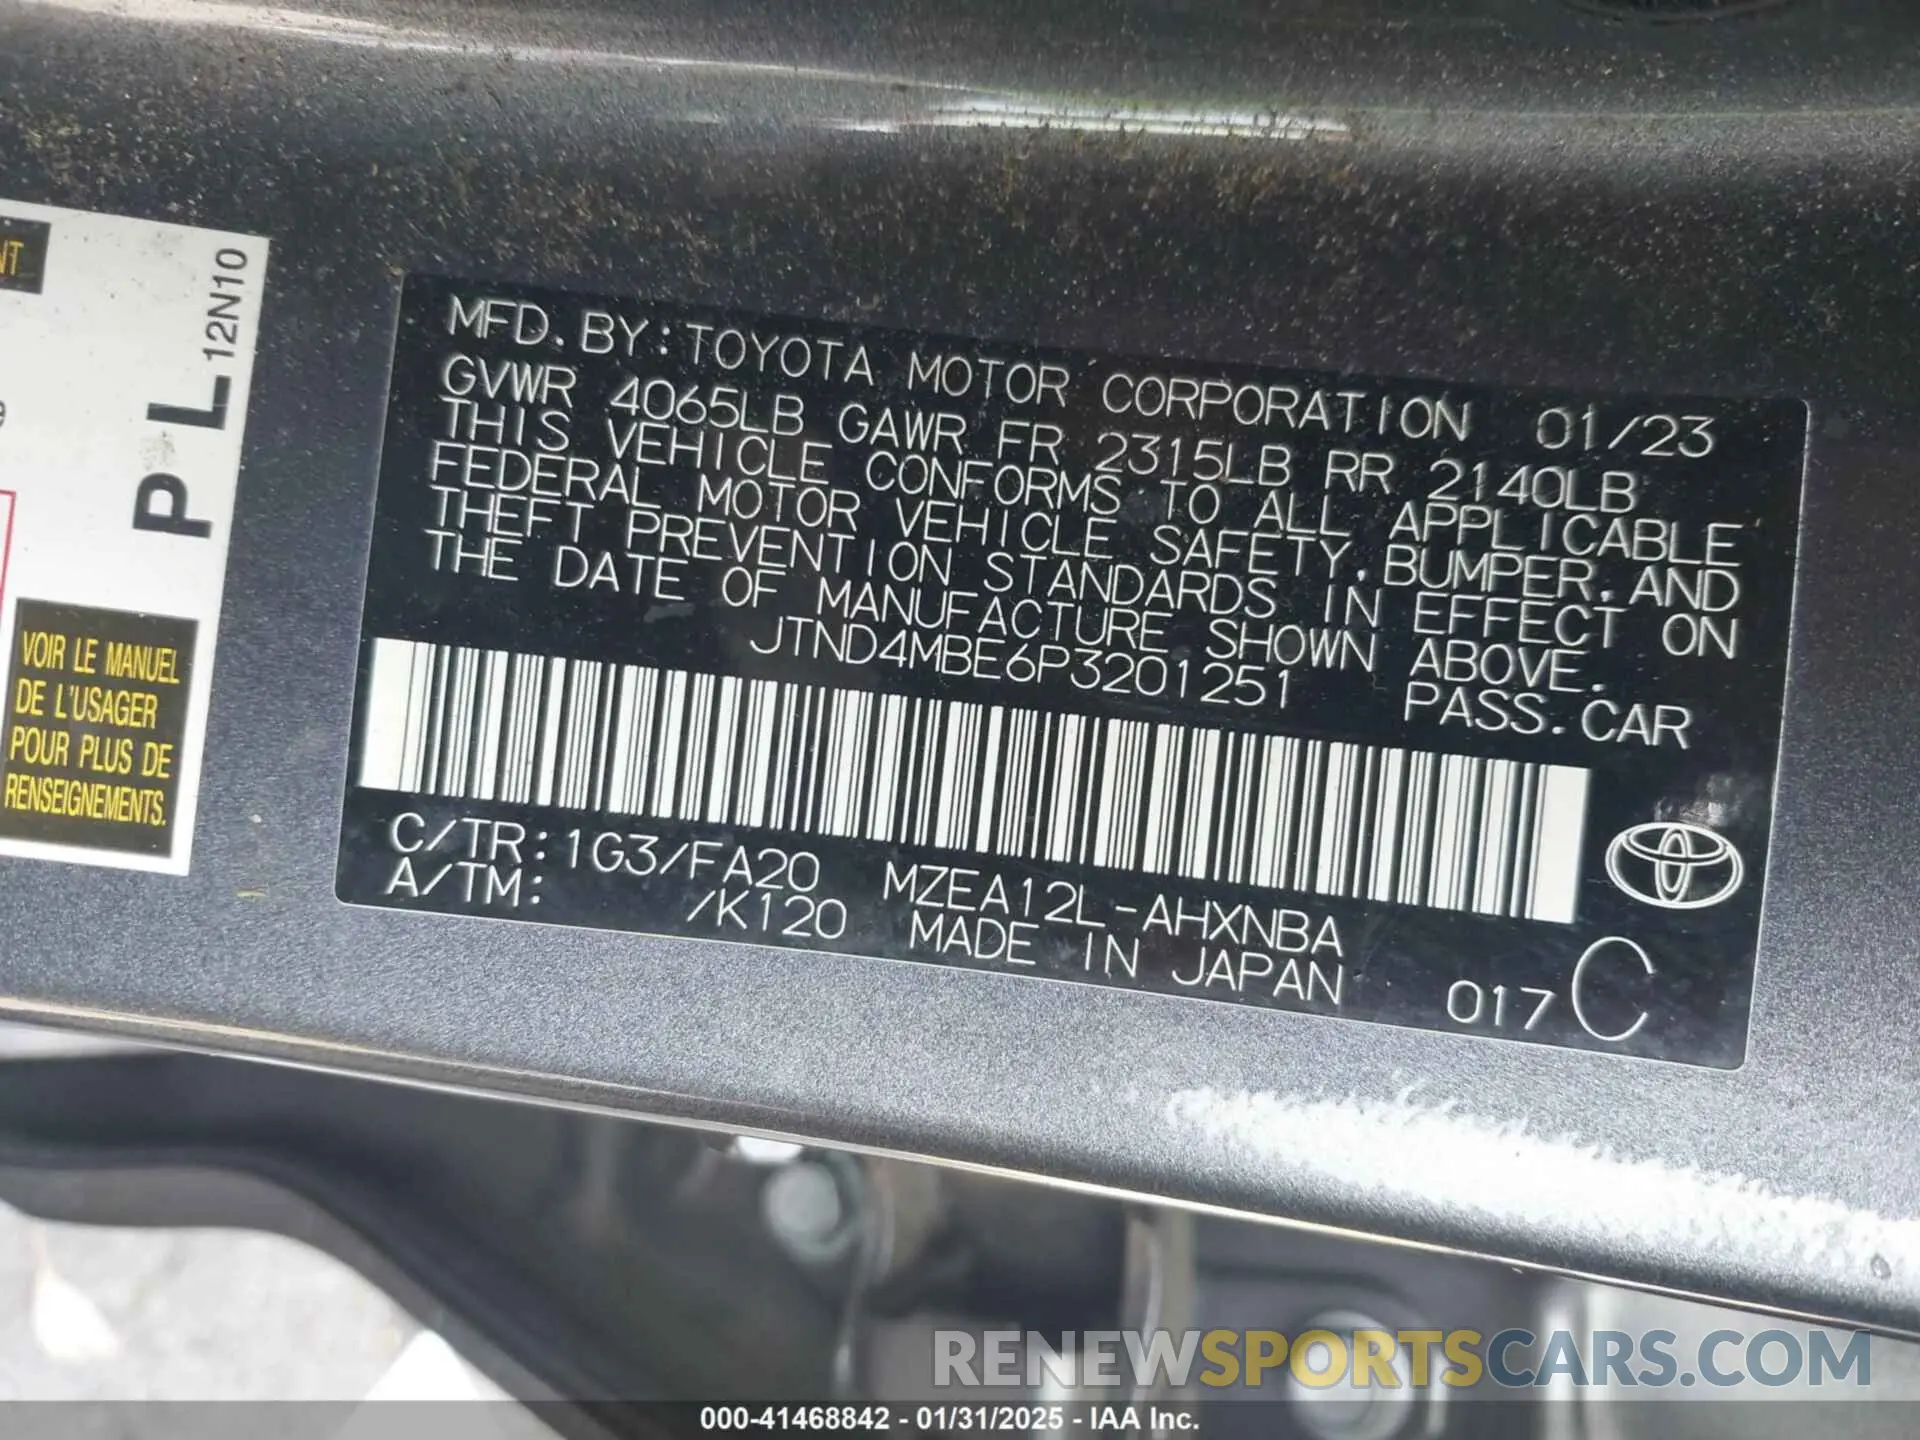 NT
9
P L 12N10
VOIR LE MANUEL
DE L'USAGER
POUR PLUS DE
RENSEIGNEMENTS.
MFD. BY: TOYOTA MOTOR CORPORATION 01/23
GVWR 4065LB GAWR FR 2315LB RR 2140LB
THIS VEHICLE CONFORMS TO ALL APPLICABLE
FEDERAL MOTOR VEHICLE SAFETY, BUMPER, AND
THEFT PREVENTION STANDARDS IN EFFECT ON
THE DATE OF MANUFACTURE SHOWN ABOVE.
JTND4MBE6P3201251 PASS. CAR
C/TR: 1G3/FA20 MZEA12L-AHXNBA
A/TM: /K120 MADE IN JAPAN
017 C
RENEWSPORTSCARS.COM
000-41468842 - 01/31/2025 - IAA Inc.